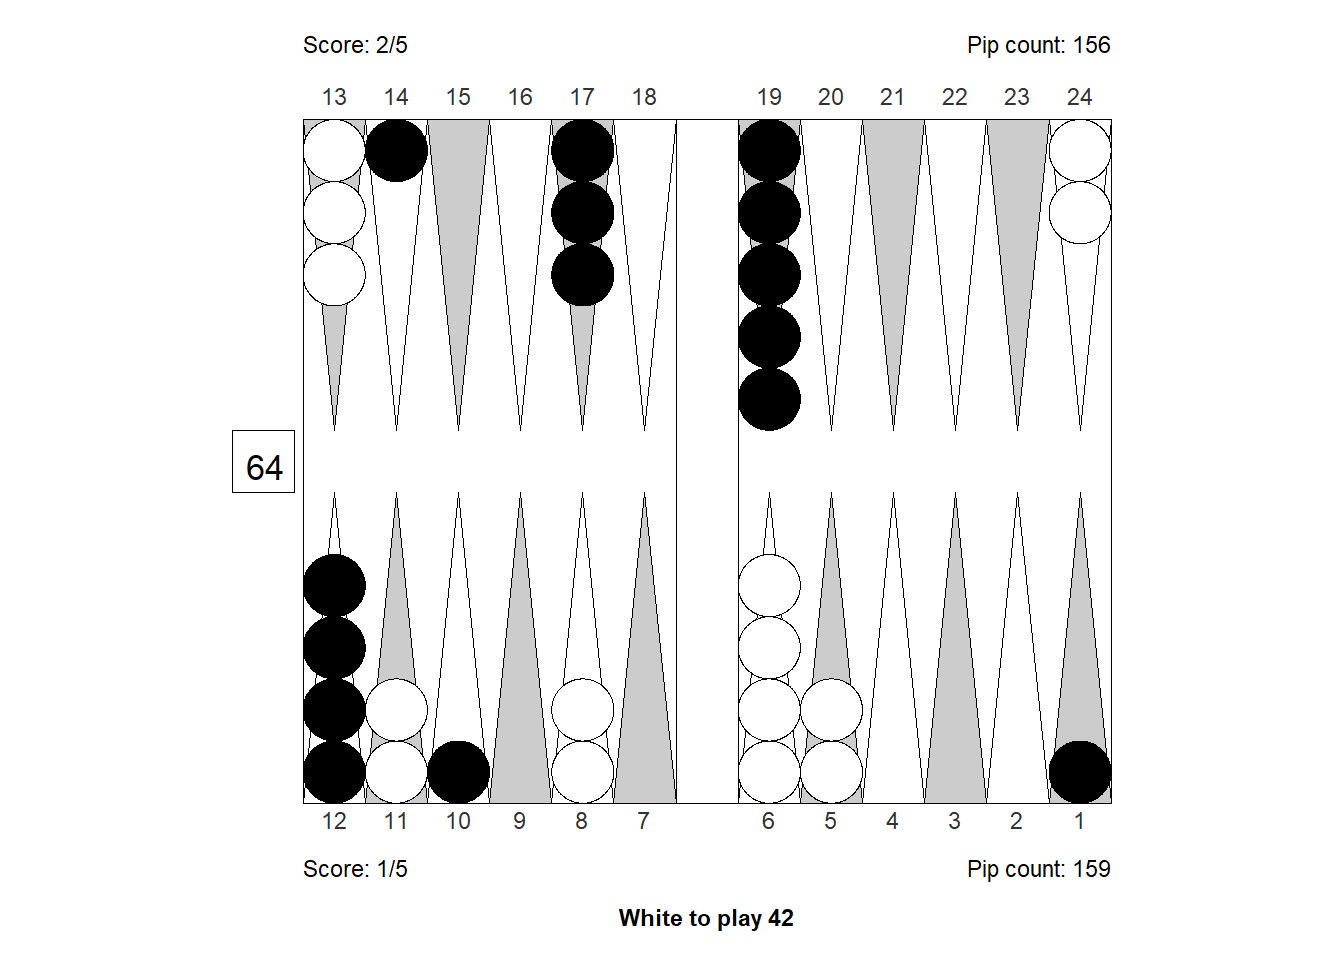 Score: 2/5 Pip count: 156
13 14 15 16 17 18 19 20 21 22 23 24
64
12 11 10 9 8 7 6 5 4 3 2 1
Score: 1/5 Pip count: 159
White to play 42